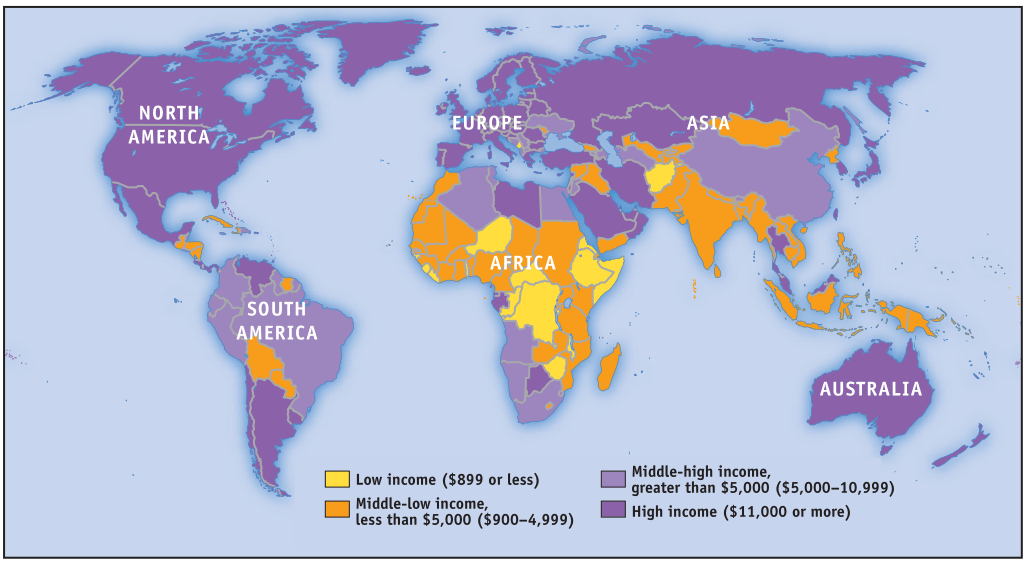 NORTH
AMERICA
EUROPE
ASIA
AFRICA
SOUTH
AMERICA
AUSTRALIA
Low income ($899 or less)
Middle-low income,
less than $5,000 ($900–4,999)
Middle-high income,
greater than $5,000 ($5,000–10,999)
High income ($11,000 or more)